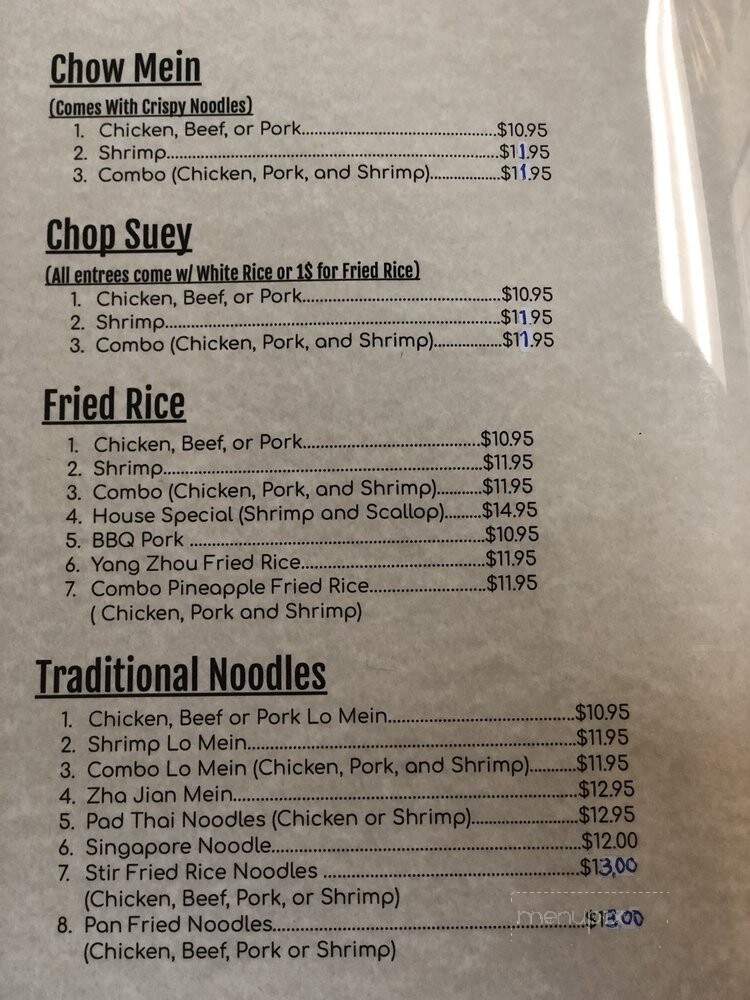 Chow Mein
(Comes With Crispy Noodles)
1. Chicken, Beef, or Pork..........................................$10.95
2. Shrimp......................................................................$11.95
3. Combo (Chicken, Pork, and Shrimp)...............$11.95
Chop Suey
(All entrees come w/ White Rice or 1$ for Fried Rice)
1. Chicken, Beef, or Pork..........................................$10.95
2. Shrimp......................................................................$11.95
3. Combo (Chicken, Pork, and Shrimp)...............$11.95
Fried Rice
1. Chicken, Beef, or Pork......................................$10.95
2. Shrimp..................................................................$11.95
3. Combo (Chicken, Pork, and Shrimp)..........$11.95
4. House Special (Shrimp and Scallop)........$14.95
5. BBQ Pork ..............................................................$10.95
6. Yang Zhou Fried Rice.......................................$11.95
7. Combo Pineapple Fried Rice.........................$11.95
( Chicken, Pork and Shrimp)
Traditional Noodles
1. Chicken, Beef or Pork Lo Mein.......................................$10.95
2. Shrimp Lo Mein....................................................................$11.95
3. Combo Lo Mein (Chicken, Pork, and Shrimp)..........$11.95
4. Zha Jian Mein.......................................................................$12.95
5. Pad Thai Noodles (Chicken or Shrimp)......................$12.95
6. Singapore Noodle...............................................................$12.00
7. Stir Fried Rice Noodles .....................................................$13,00
(Chicken, Beef, Pork, or Shrimp)
8. Pan Fried Noodles...............................................................$13.00
(Chicken, Beef, Pork or Shrimp)